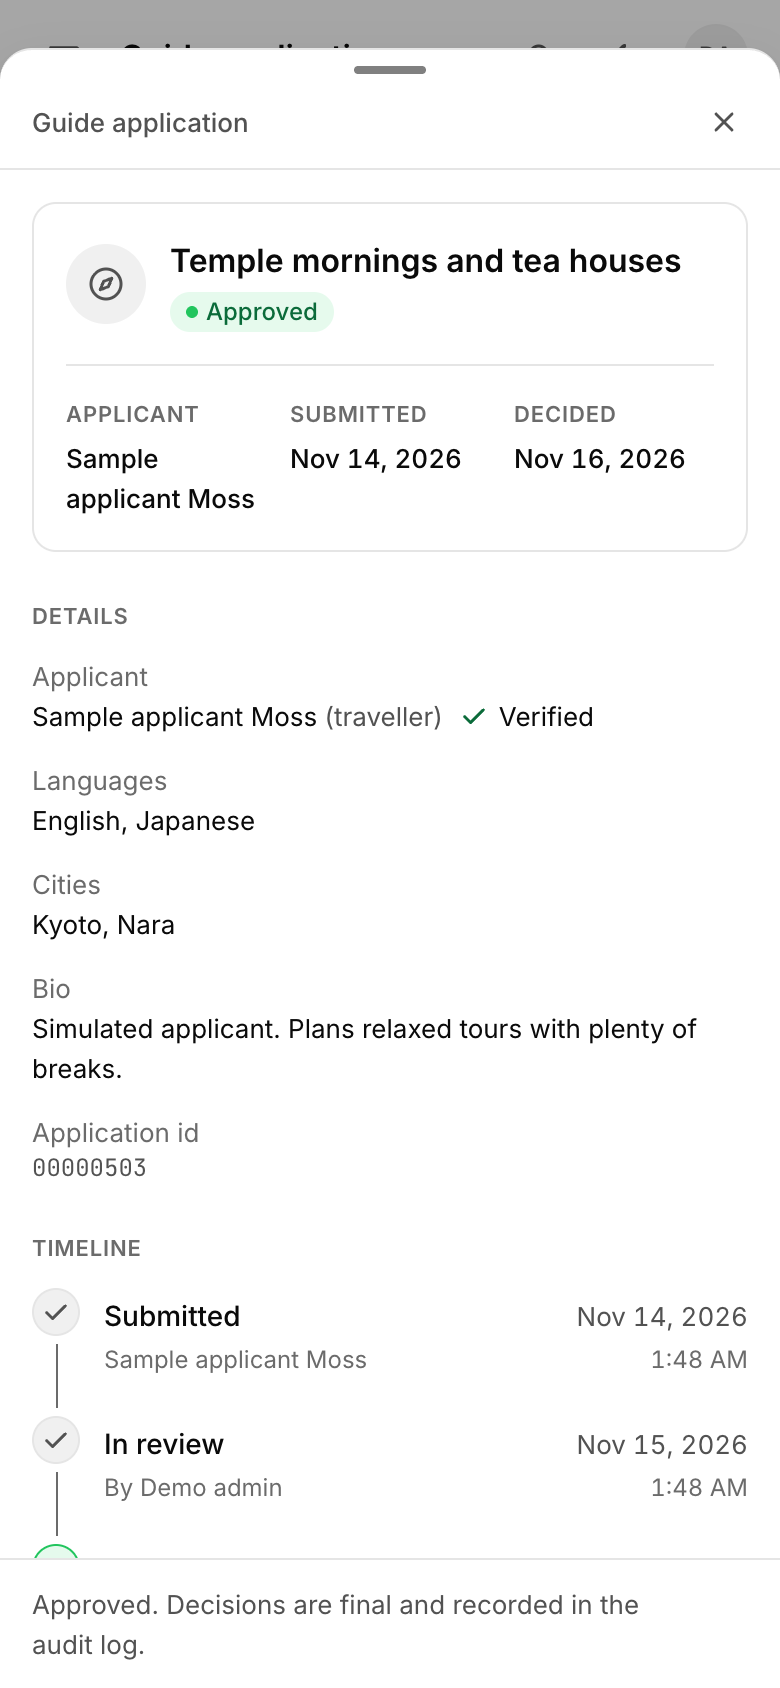 Guide application
Temple mornings and tea houses
Approved
APPLICANT
SUBMITTED
DECIDED
Sample
applicant Moss
Nov 14, 2026
Nov 16, 2026
DETAILS
Applicant
Sample applicant Moss (traveller) Verified
Languages
English, Japanese
Cities
Kyoto, Nara
Bio
Simulated applicant. Plans relaxed tours with plenty of
breaks.
Application id
00000503
TIMELINE
Submitted
Nov 14, 2026
Sample applicant Moss
1:48 AM
In review
Nov 15, 2026
By Demo admin
1:48 AM
Approved. Decisions are final and recorded in the
audit log.